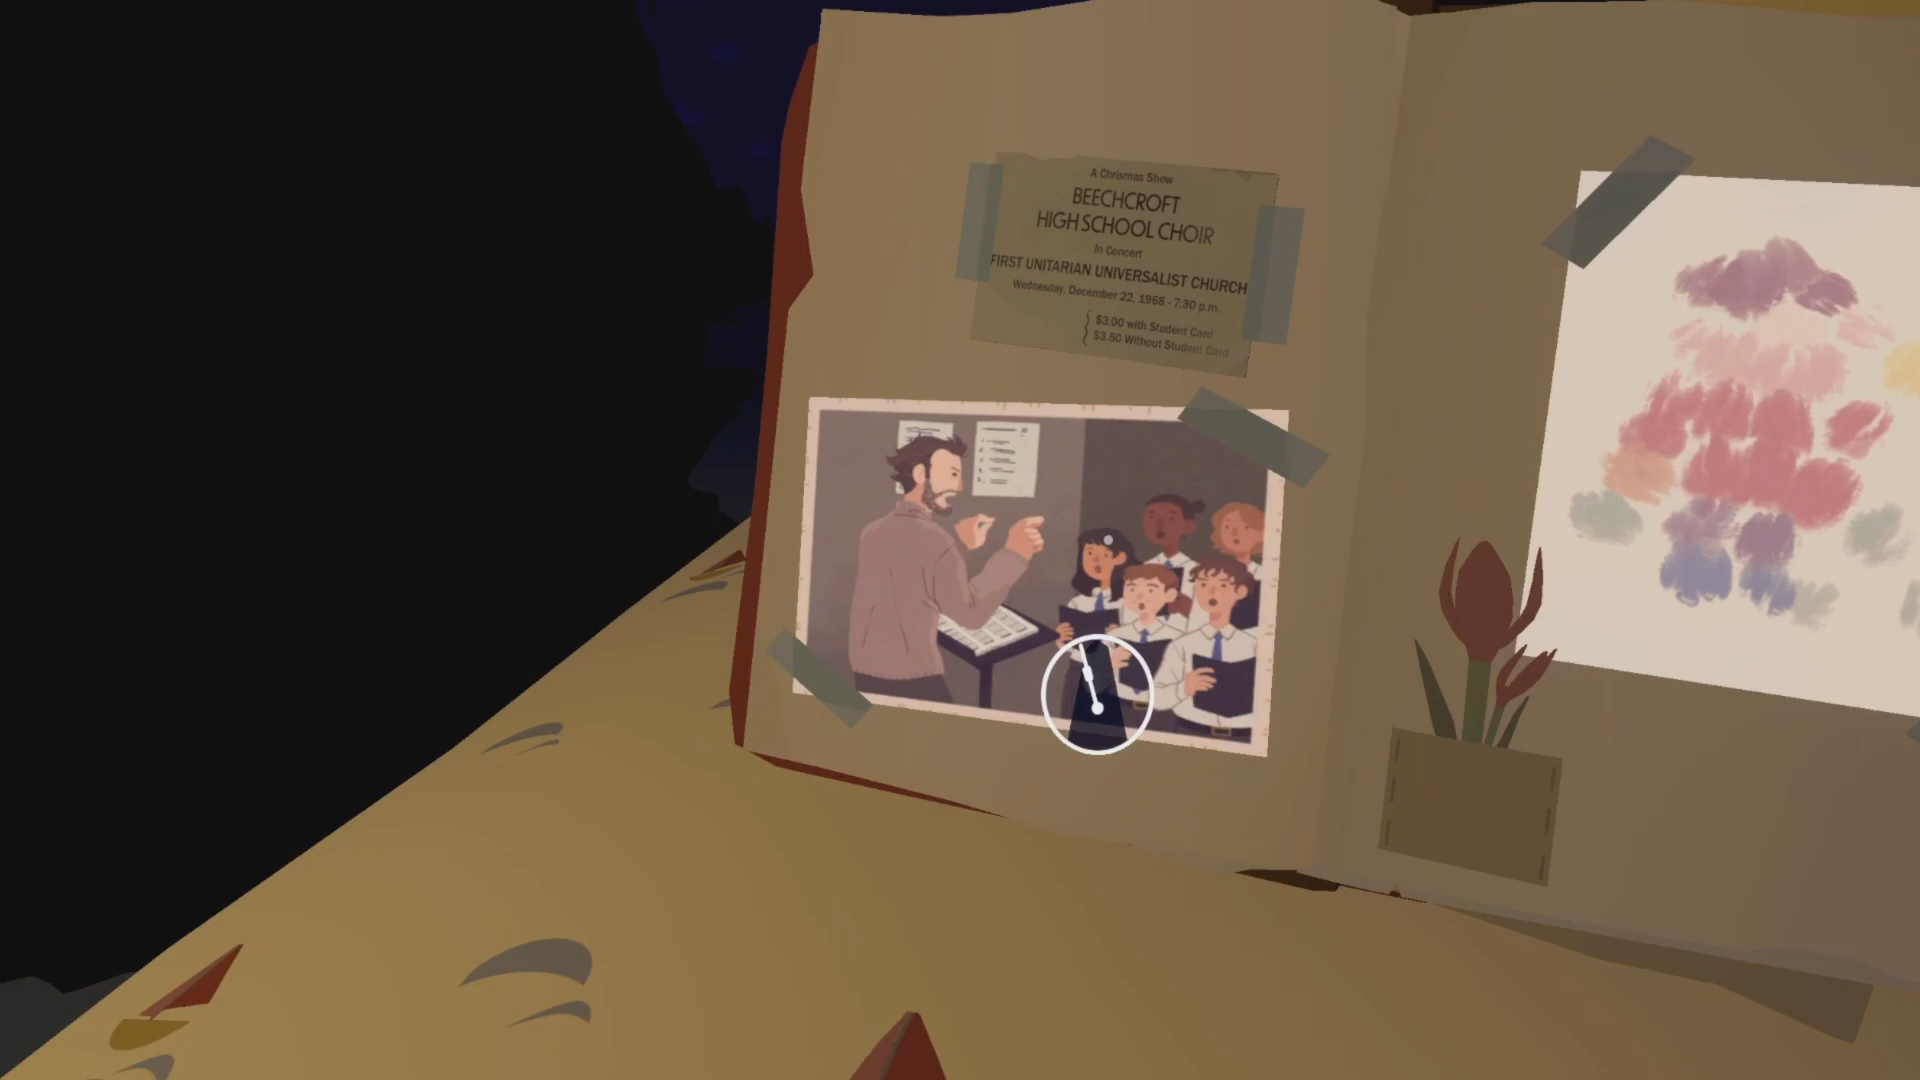 A Chrismas Show
BEECHCROFT
HIGH SCHOOL CHOIR
In Concert
FIRST UNITARIAN UNIVERSALIST CHURCH
Wednesday, December 22, 1968 - 7:30 p.m.
$3.00 with Student Card
$3.50 Without Student Card